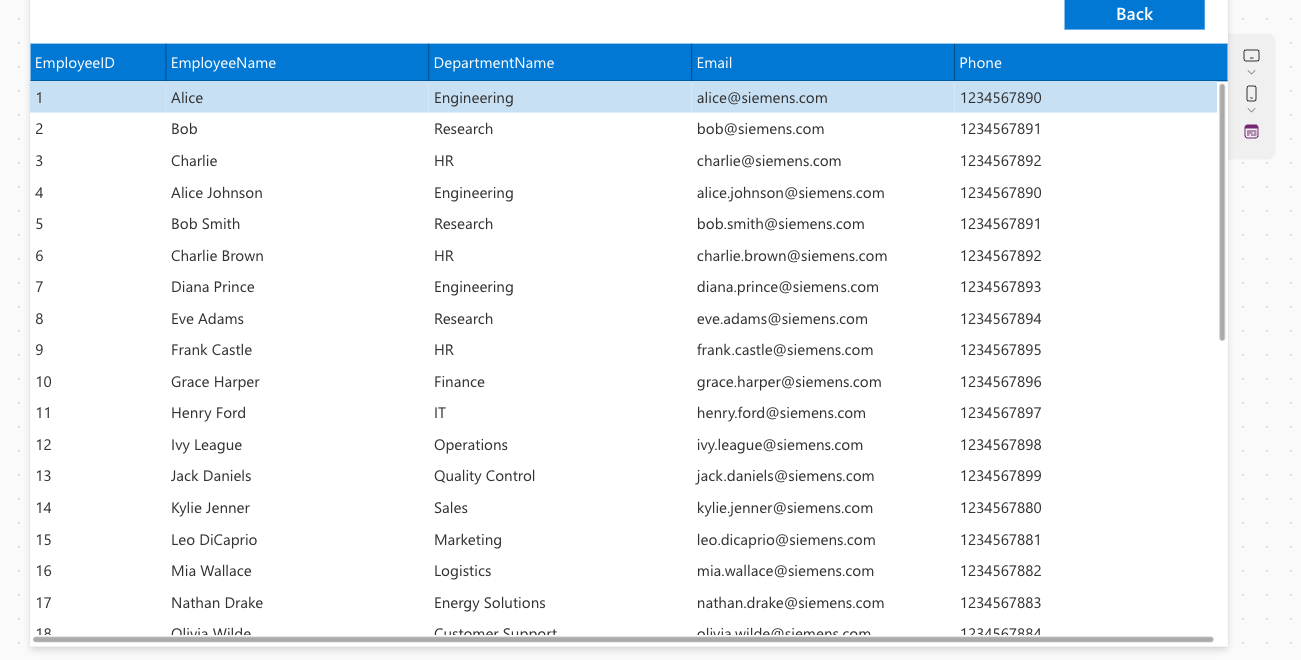 Back
EmployeeID EmployeeName DepartmentName Email Phone
1 Alice Engineering alice@siemens.com 1234567890
2 Bob Research bob@siemens.com 1234567891
3 Charlie HR charlie@siemens.com 1234567892
4 Alice Johnson Engineering alice.johnson@siemens.com 1234567890
5 Bob Smith Research bob.smith@siemens.com 1234567891
6 Charlie Brown HR charlie.brown@siemens.com 1234567892
7 Diana Prince Engineering diana.prince@siemens.com 1234567893
8 Eve Adams Research eve.adams@siemens.com 1234567894
9 Frank Castle HR frank.castle@siemens.com 1234567895
10 Grace Harper Finance grace.harper@siemens.com 1234567896
11 Henry Ford IT henry.ford@siemens.com 1234567897
12 Ivy League Operations ivy.league@siemens.com 1234567898
13 Jack Daniels Quality Control jack.daniels@siemens.com 1234567899
14 Kylie Jenner Sales kylie.jenner@siemens.com 1234567880
15 Leo DiCaprio Marketing leo.dicaprio@siemens.com 1234567881
16 Mia Wallace Logistics mia.wallace@siemens.com 1234567882
17 Nathan Drake Energy Solutions nathan.drake@siemens.com 1234567883
18 Olivia Wilde Customer Support olivia.wilde@siemens.com 1234567884